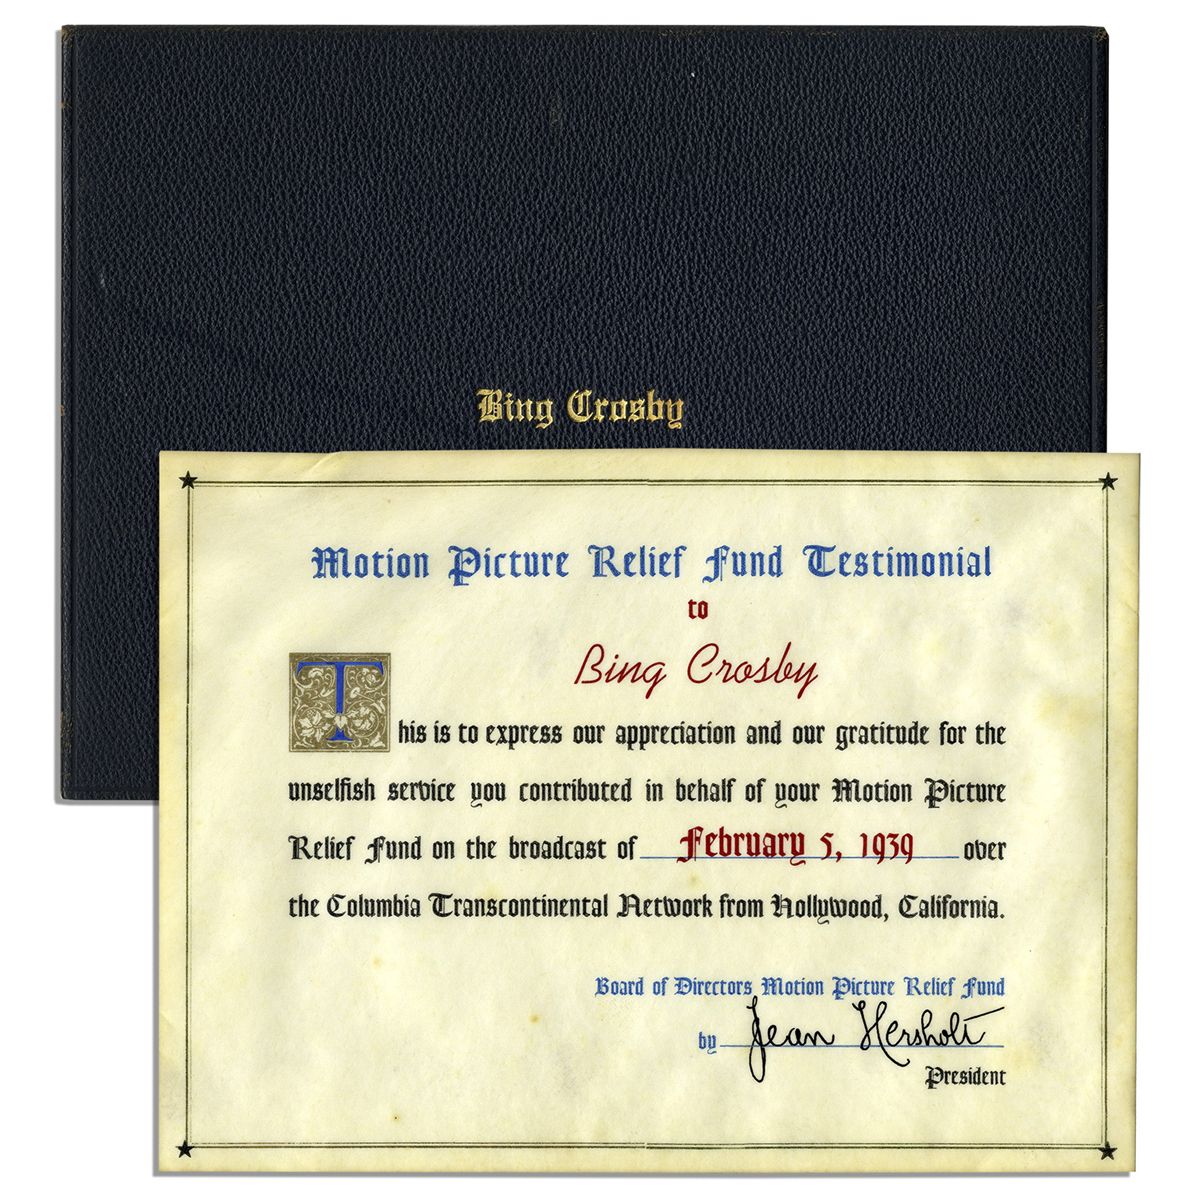 Bing Crosby
Motion Picture Relief Fund Testimonial
to
Bing Crosby
This is to express our appreciation and our gratitude for the
unselfish service you contributed in behalf of your Motion Picture
Relief Fund on the broadcast of February 5, 1939 over
the Columbia Transcontinental Network from Hollywood, California.
Board of Directors Motion Picture Relief Fund
by Jean Hersholt
President